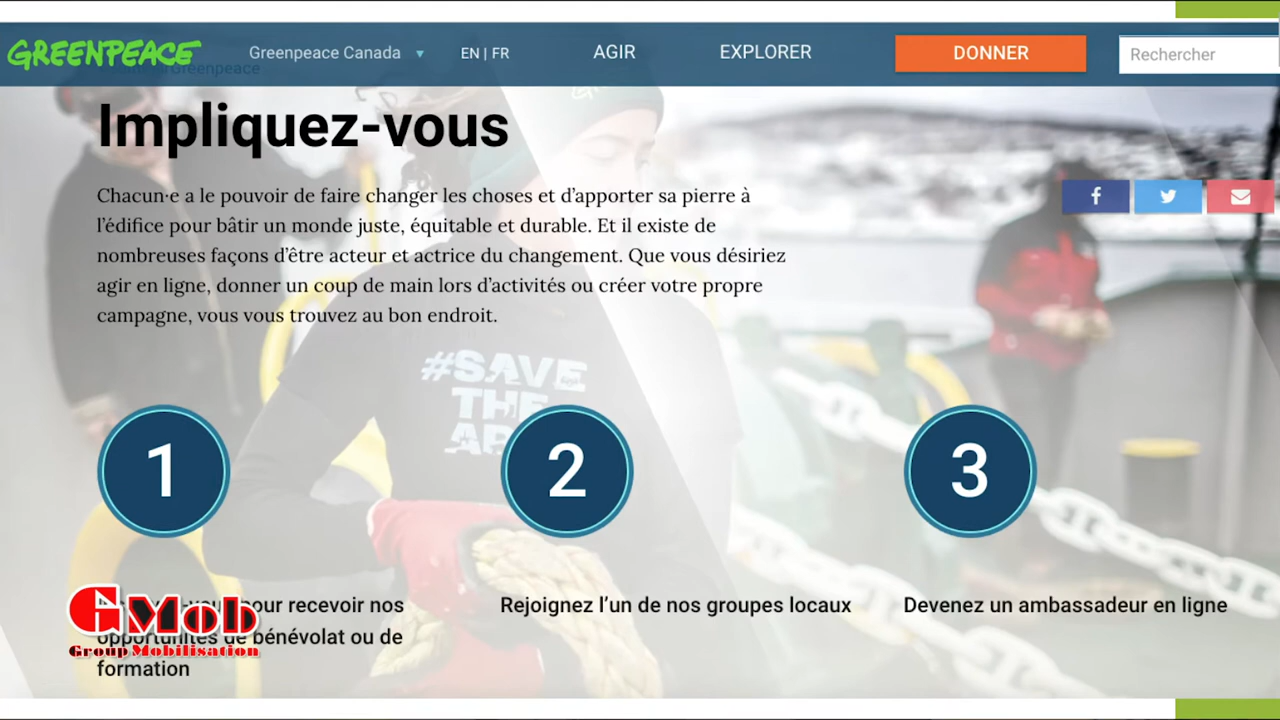 GREENPEACE
Greenpeace Canada
EN | FR
AGIR
EXPLORER
DONNER
Rechercher
Greenpeace
Impliquez-vous
Chacun·e a le pouvoir de faire changer les choses et d’apporter sa pierre à
l’édifice pour bâtir un monde juste, équitable et durable. Et il existe de
nombreuses façons d’être acteur et actrice du changement. Que vous désiriez
agir en ligne, donner un coup de main lors d’activités ou créer votre propre
campagne, vous vous trouvez au bon endroit.
#SAVE
THE
1
2
3
pour recevoir nos
opportunités de bénévolat ou de
formation
Rejoignez l’un de nos groupes locaux
Devenez un ambassadeur en ligne
GMob
Group Mobilisation